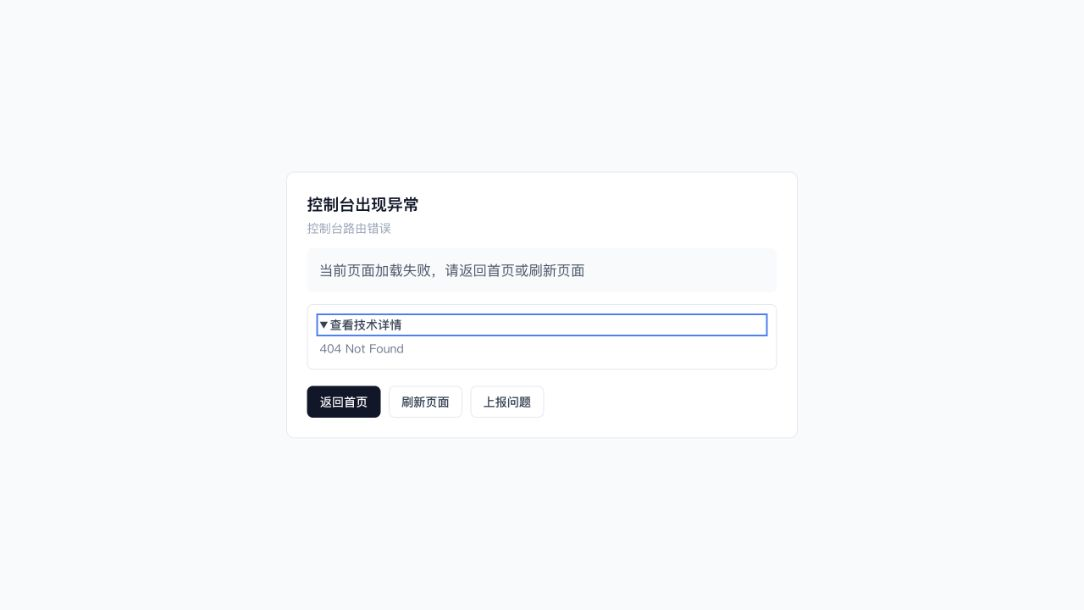 控制台出现异常
控制台路由错误
当前页面加载失败，请返回首页或刷新页面
▼查看技术详情
404 Not Found
返回首页 刷新页面 上报问题